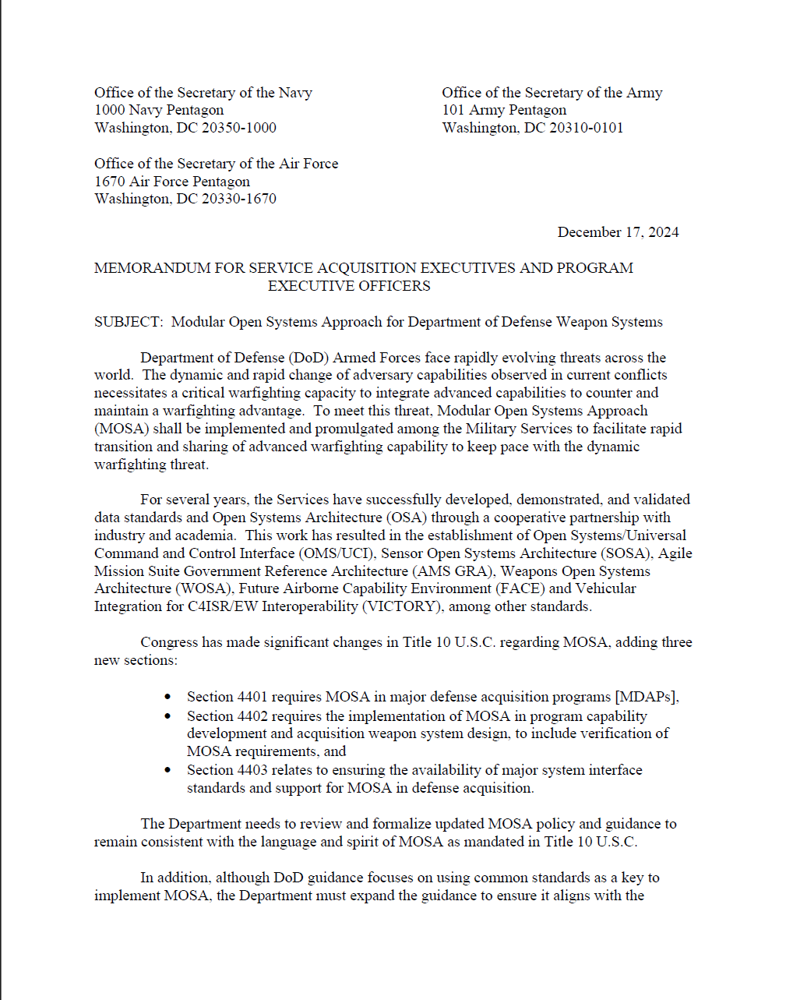 Office of the Secretary of the Navy
1000 Navy Pentagon
Washington, DC 20350-1000
Office of the Secretary of the Army
101 Army Pentagon
Washington, DC 20310-0101
Office of the Secretary of the Air Force
1670 Air Force Pentagon
Washington, DC 20330-1670
December 17, 2024
MEMORANDUM FOR SERVICE ACQUISITION EXECUTIVES AND PROGRAM
EXECUTIVE OFFICERS
SUBJECT:  Modular Open Systems Approach for Department of Defense Weapon Systems
Department of Defense (DoD) Armed Forces face rapidly evolving threats across the
world.  The dynamic and rapid change of adversary capabilities observed in current conflicts
necessitates a critical warfighting capacity to integrate advanced capabilities to counter and
maintain a warfighting advantage.  To meet this threat, Modular Open Systems Approach
(MOSA) shall be implemented and promulgated among the Military Services to facilitate rapid
transition and sharing of advanced warfighting capability to keep pace with the dynamic
warfighting threat.
For several years, the Services have successfully developed, demonstrated, and validated
data standards and Open Systems Architecture (OSA) through a cooperative partnership with
industry and academia.  This work has resulted in the establishment of Open Systems/Universal
Command and Control Interface (OMS/UCI), Sensor Open Systems Architecture (SOSA), Agile
Mission Suite Government Reference Architecture (AMS GRA), Weapons Open Systems
Architecture (WOSA), Future Airborne Capability Environment (FACE) and Vehicular
Integration for C4ISR/EW Interoperability (VICTORY), among other standards.
Congress has made significant changes in Title 10 U.S.C. regarding MOSA, adding three
new sections:
• Section 4401 requires MOSA in major defense acquisition programs [MDAPs],
• Section 4402 requires the implementation of MOSA in program capability
development and acquisition weapon system design, to include verification of
MOSA requirements, and
• Section 4403 relates to ensuring the availability of major system interface
standards and support for MOSA in defense acquisition.
The Department needs to review and formalize updated MOSA policy and guidance to
remain consistent with the language and spirit of MOSA as mandated in Title 10 U.S.C.
In addition, although DoD guidance focuses on using common standards as a key to
implement MOSA, the Department must expand the guidance to ensure it aligns with the